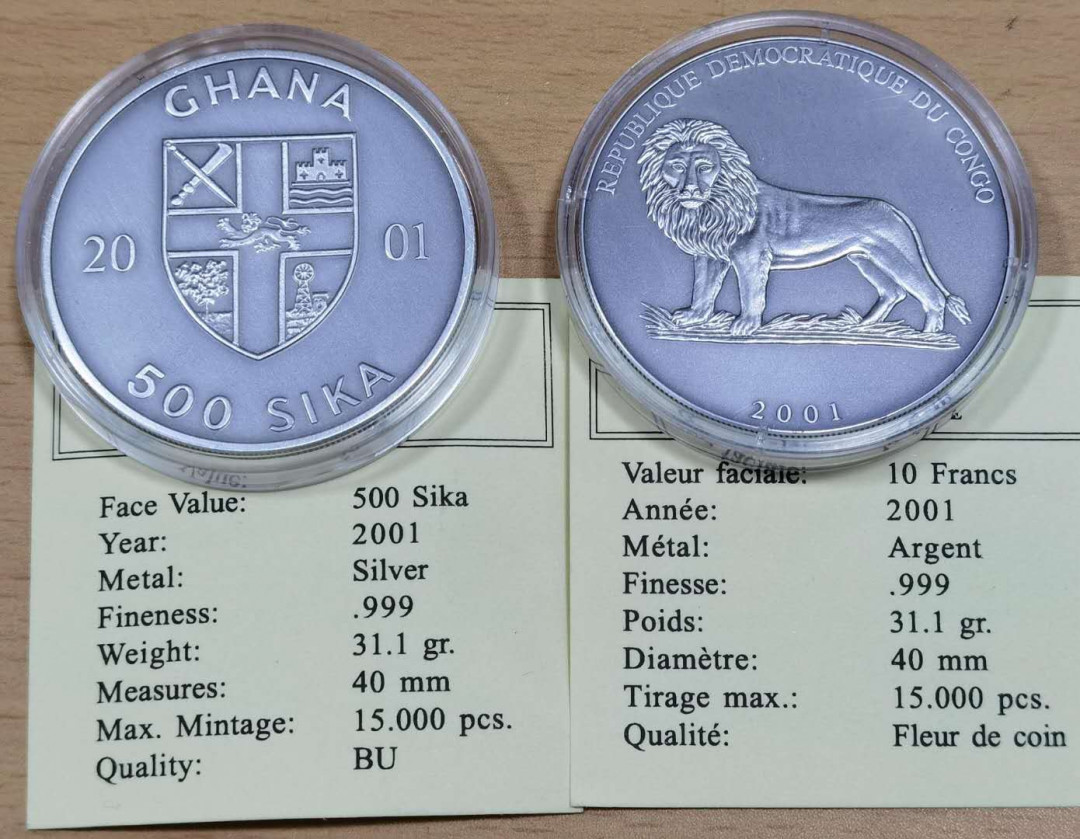 GHANA
20 01
500 SIKA
REPUBLIQUE DEMOCRATIQUE DU CONGO
2001
Face Value: 500 Sika
Year: 2001
Metal: Silver
Fineness: .999
Weight: 31.1 gr.
Measures: 40 mm
Max. Mintage: 15.000 pcs.
Quality: BU
Valeur faciale: 10 Francs
Année: 2001
Métal: Argent
Finesse: .999
Poids: 31.1 gr.
Diamètre: 40 mm
Tirage max.: 15.000 pcs.
Qualité: Fleur de coin